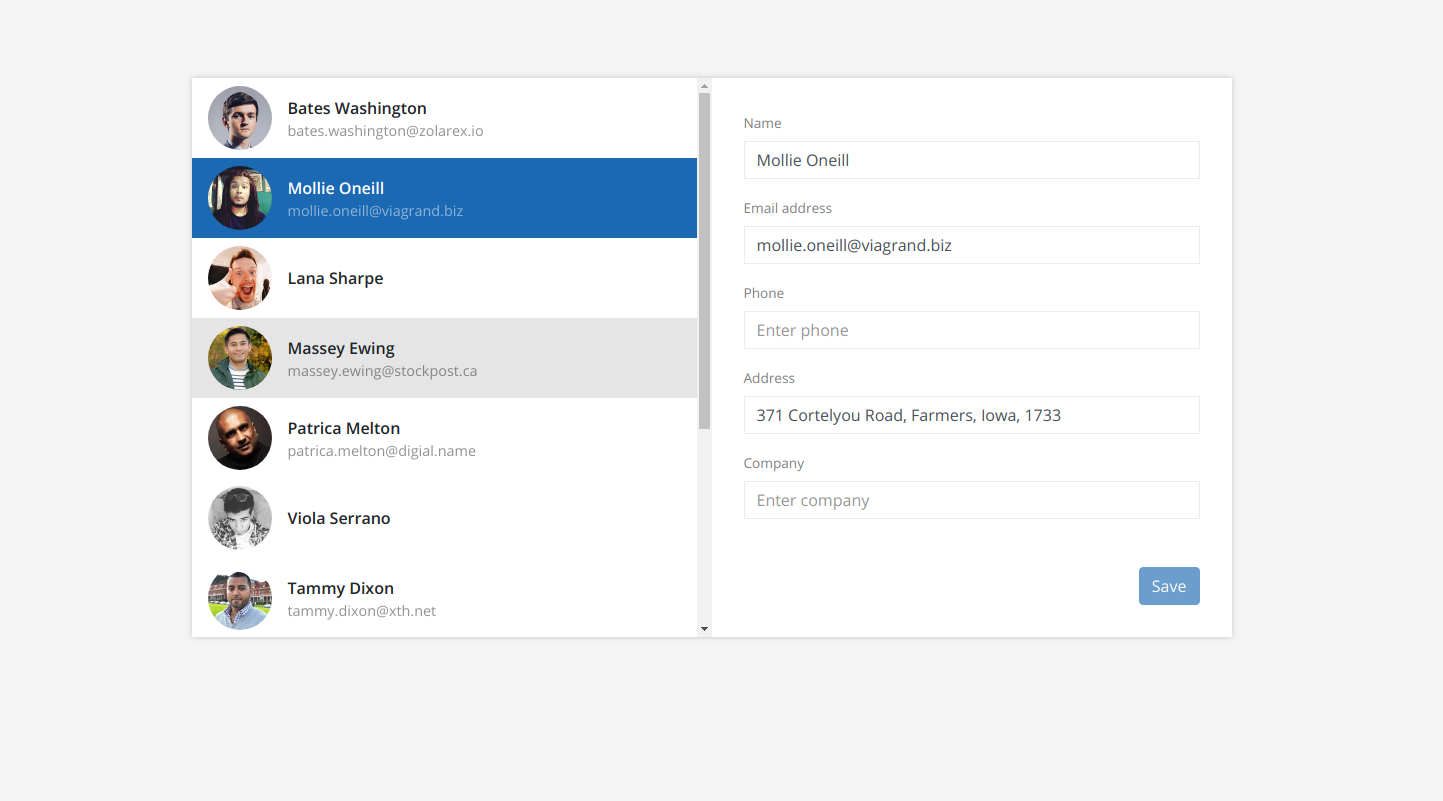 Bates Washington
bates.washington@zolarex.io
Mollie Oneill
mollie.oneill@viagrand.biz
Lana Sharpe
Massey Ewing
massey.ewing@stockpost.ca
Patrica Melton
patrica.melton@digial.name
Viola Serrano
Tammy Dixon
tammy.dixon@xth.net
Name
Mollie Oneill
Email address
mollie.oneill@viagrand.biz
Phone
Enter phone
Address
371 Cortelyou Road, Farmers, Iowa, 1733
Company
Enter company
Save